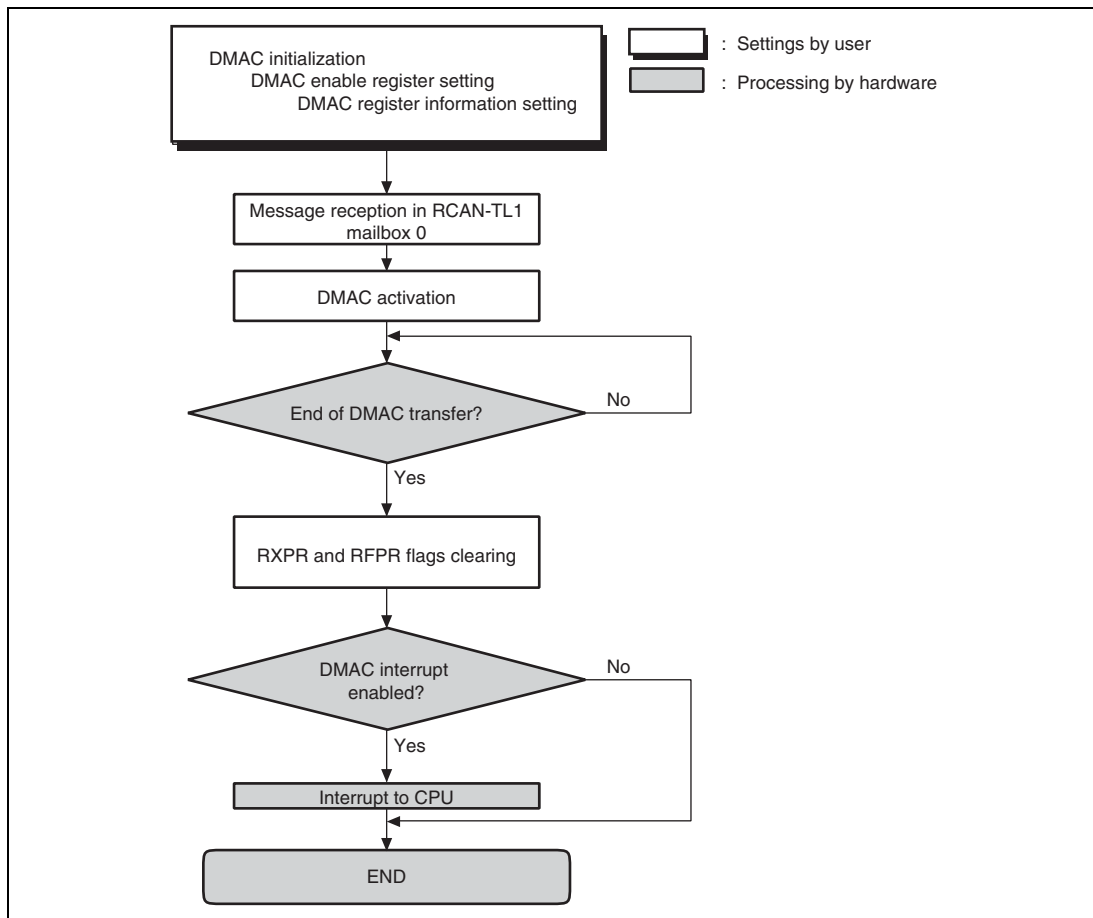 DMAC initialization
DMAC enable register setting
DMAC register information setting
: Settings by user
: Processing by hardware
Message reception in RCAN-TL1
mailbox 0
DMAC activation
End of DMAC transfer?
No
Yes
RXPR and RFPR flags clearing
DMAC interrupt
enabled?
No
Yes
Interrupt to CPU
END